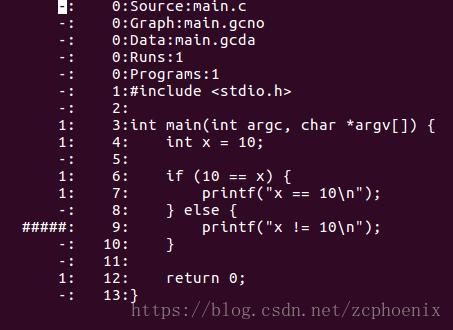 -:    0:Source:main.c
-:    0:Graph:main.gcno
-:    0:Data:main.gcda
-:    0:Runs:1
-:    0:Programs:1
-:    1:#include <stdio.h>
-:    2:
1:    3:int main(int argc, char *argv[]) {
1:    4:    int x = 10;
-:    5:
1:    6:    if (10 == x) {
1:    7:        printf("x == 10\n");
-:    8:    } else {
#####:    9:        printf("x != 10\n");
-:   10:    }
-:   11:
1:   12:    return 0;
-:   13:}
https://blog.csdn.net/zcphoenix